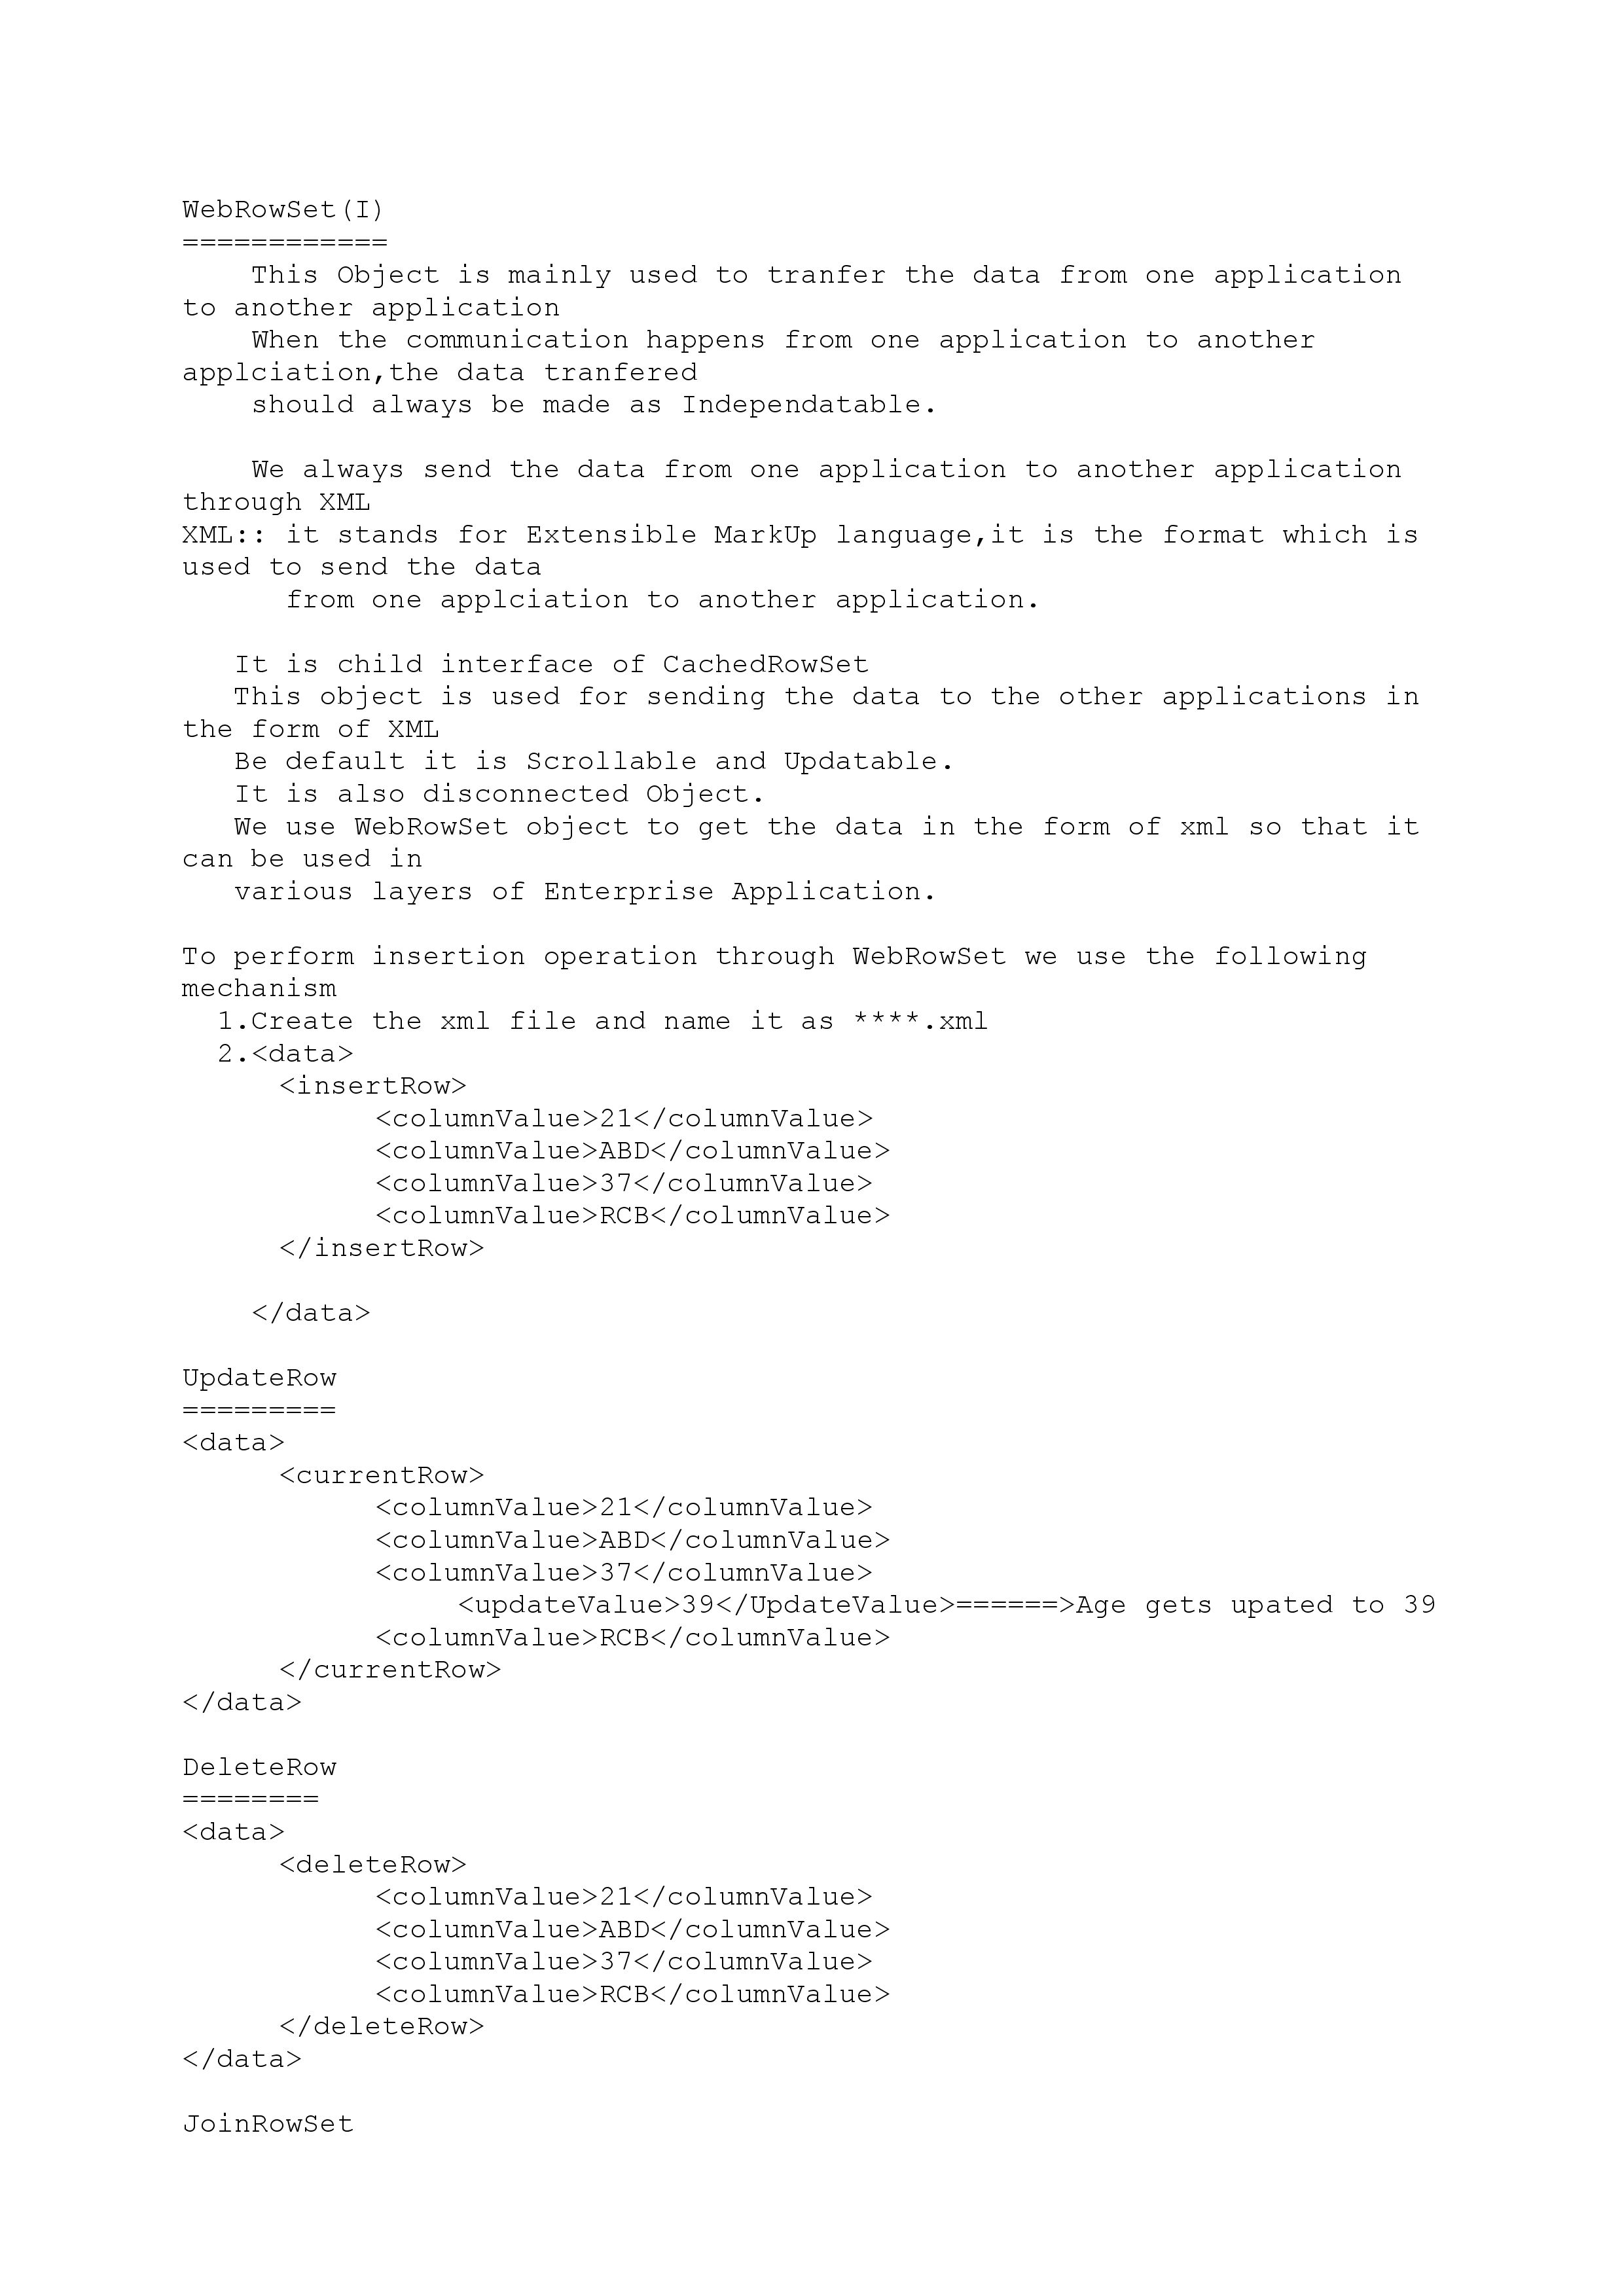 WebRowSet(I)
============
This Object is mainly used to tranfer the data from one application
to another application
When the communication happens from one application to another
applciation,the data tranfered
should always be made as Independatable.
We always send the data from one application to another application
through XML
XML:: it stands for Extensible MarkUp language,it is the format which is
used to send the data
from one applciation to another application.
It is child interface of CachedRowSet
This object is used for sending the data to the other applications in
the form of XML
Be default it is Scrollable and Updatable.
It is also disconnected Object.
We use WebRowSet object to get the data in the form of xml so that it
can be used in
various layers of Enterprise Application.
To perform insertion operation through WebRowSet we use the following
mechanism
1.Create the xml file and name it as ****.xml
2.<data>
<insertRow>
<columnValue>21</columnValue>
<columnValue>ABD</columnValue>
<columnValue>37</columnValue>
<columnValue>RCB</columnValue>
</insertRow>
</data>
UpdateRow
=========
<data>
<currentRow>
<columnValue>21</columnValue>
<columnValue>ABD</columnValue>
<columnValue>37</columnValue>
<updateValue>39</UpdateValue>======>Age gets upated to 39
<columnValue>RCB</columnValue>
</currentRow>
</data>
DeleteRow
========
<data>
<deleteRow>
<columnValue>21</columnValue>
<columnValue>ABD</columnValue>
<columnValue>37</columnValue>
<columnValue>RCB</columnValue>
</deleteRow>
</data>
JoinRowSet